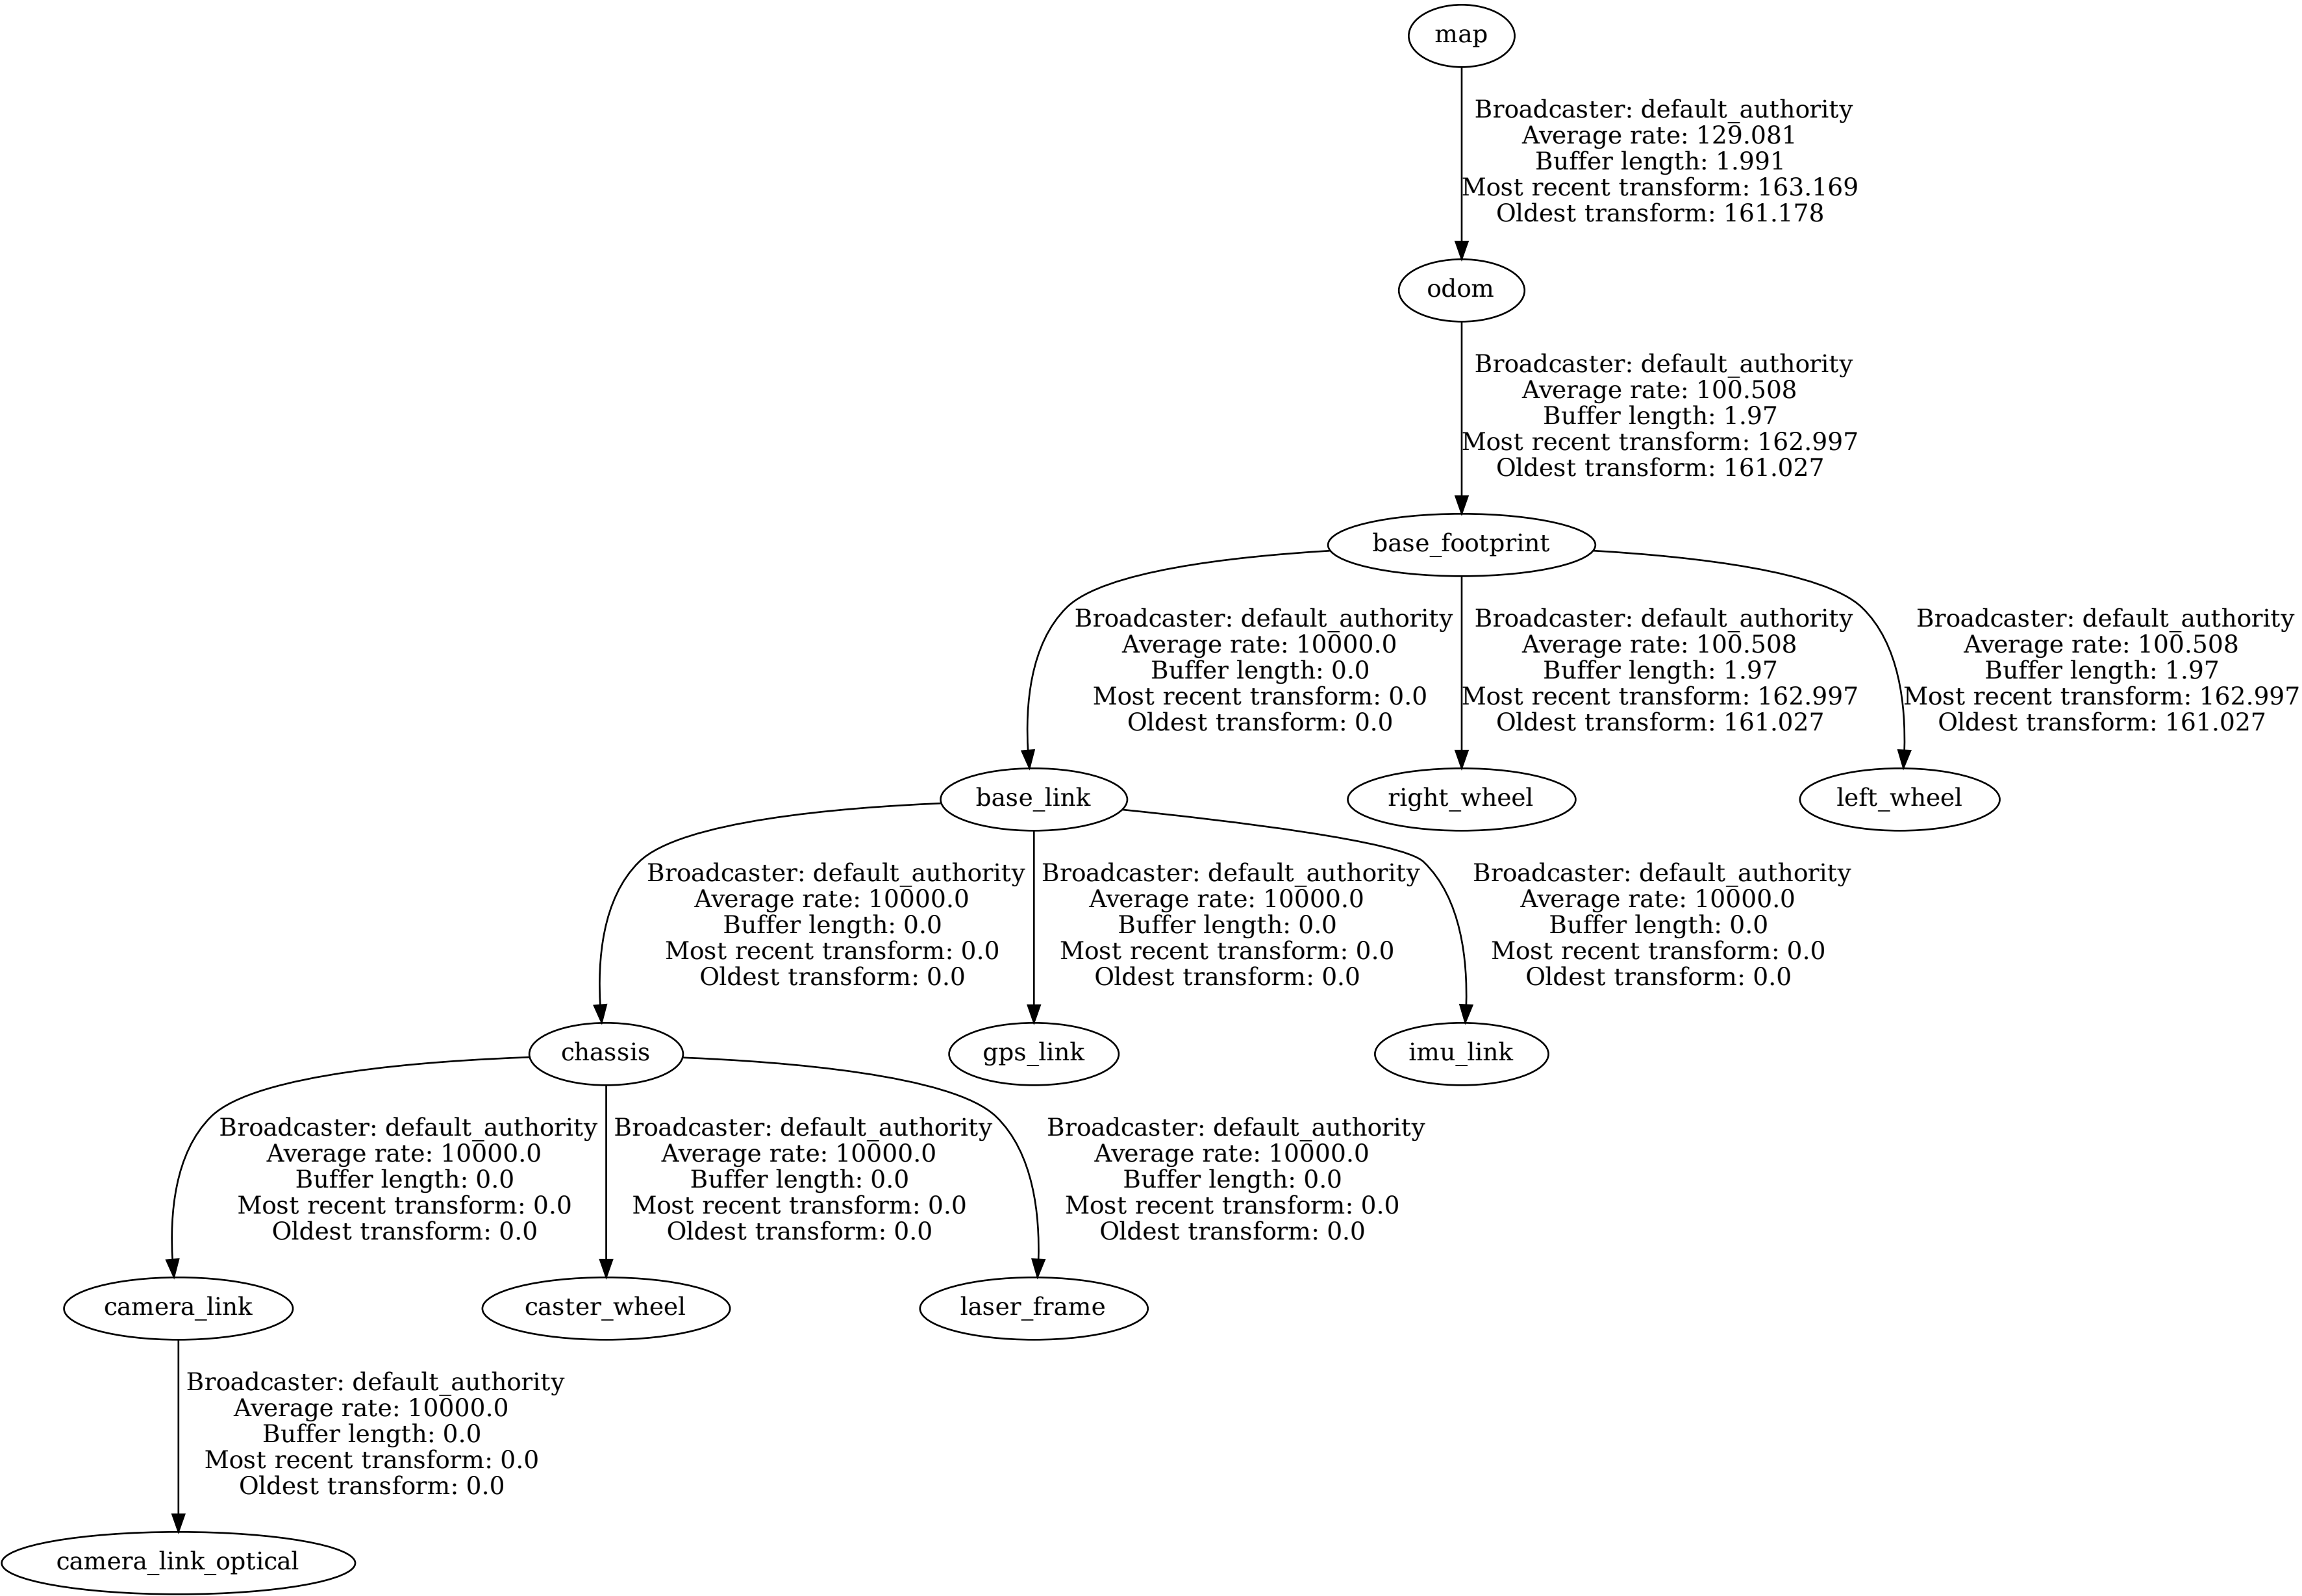 map
Broadcaster: default_authority
Average rate: 129.081
Buffer length: 1.991
Most recent transform: 163.169
Oldest transform: 161.178
odom
Broadcaster: default_authority
Average rate: 100.508
Buffer length: 1.97
Most recent transform: 162.997
Oldest transform: 161.027
base_footprint
Broadcaster: default_authority
Average rate: 10000.0
Buffer length: 0.0
Most recent transform: 0.0
Oldest transform: 0.0
Broadcaster: default_authority
Average rate: 100.508
Buffer length: 1.97
Most recent transform: 162.997
Oldest transform: 161.027
Broadcaster: default_authority
Average rate: 100.508
Buffer length: 1.97
Most recent transform: 162.997
Oldest transform: 161.027
base_link
right_wheel
left_wheel
Broadcaster: default_authority
Average rate: 10000.0
Buffer length: 0.0
Most recent transform: 0.0
Oldest transform: 0.0
Broadcaster: default_authority
Average rate: 10000.0
Buffer length: 0.0
Most recent transform: 0.0
Oldest transform: 0.0
Broadcaster: default_authority
Average rate: 10000.0
Buffer length: 0.0
Most recent transform: 0.0
Oldest transform: 0.0
chassis
gps_link
imu_link
Broadcaster: default_authority
Average rate: 10000.0
Buffer length: 0.0
Most recent transform: 0.0
Oldest transform: 0.0
Broadcaster: default_authority
Average rate: 10000.0
Buffer length: 0.0
Most recent transform: 0.0
Oldest transform: 0.0
Broadcaster: default_authority
Average rate: 10000.0
Buffer length: 0.0
Most recent transform: 0.0
Oldest transform: 0.0
camera_link
caster_wheel
laser_frame
Broadcaster: default_authority
Average rate: 10000.0
Buffer length: 0.0
Most recent transform: 0.0
Oldest transform: 0.0
camera_link_optical